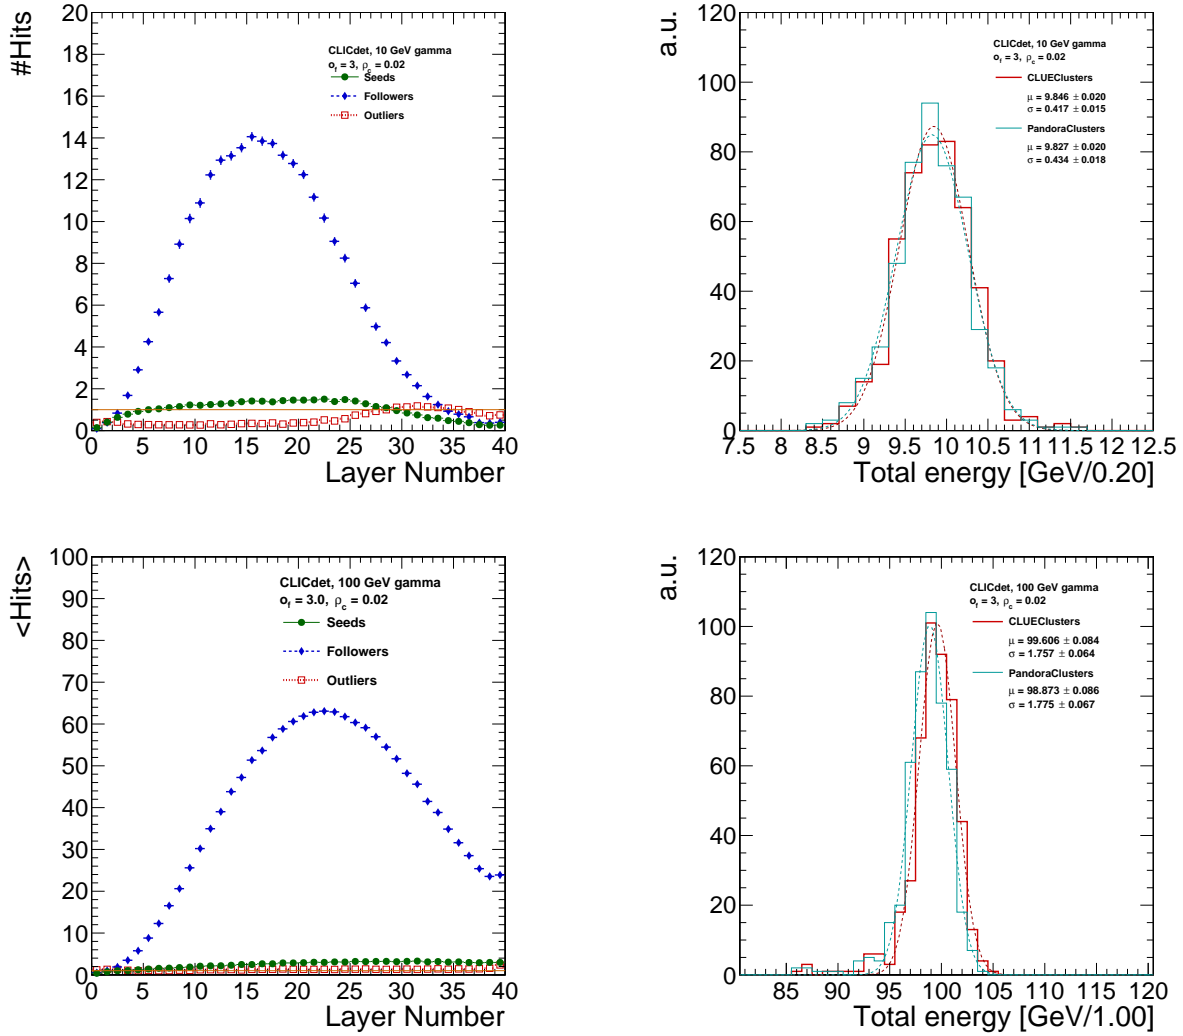 #Hits
20
18
16
14
12
10
8
6
4
2
0
CLICdet, 10 GeV gamma
o_f = 3, ρ_c = 0.02
Seeds
Followers
Outliers
0 5 10 15 20 25 30 35 40
Layer Number
a.u.
120
100
80
60
40
20
0
CLICdet, 10 GeV gamma
o_f = 3, ρ_c = 0.02
CLUEClusters
μ = 9.846 ± 0.020
σ = 0.417 ± 0.015
PandoraClusters
μ = 9.827 ± 0.020
σ = 0.434 ± 0.018
7.5 8 8.5 9 9.5 10 10.5 11 11.5 12 12.5
Total energy [GeV/0.20]
<Hits>
100
90
80
70
60
50
40
30
20
10
0
CLICdet, 100 GeV gamma
o_f = 3.0, ρ_c = 0.02
Seeds
Followers
Outliers
0 5 10 15 20 25 30 35 40
Layer Number
a.u.
120
100
80
60
40
20
0
CLICdet, 100 GeV gamma
o_f = 3, ρ_c = 0.02
CLUEClusters
μ = 99.606 ± 0.084
σ = 1.757 ± 0.064
PandoraClusters
μ = 98.873 ± 0.086
σ = 1.775 ± 0.067
85 90 95 100 105 110 115 120
Total energy [GeV/1.00]